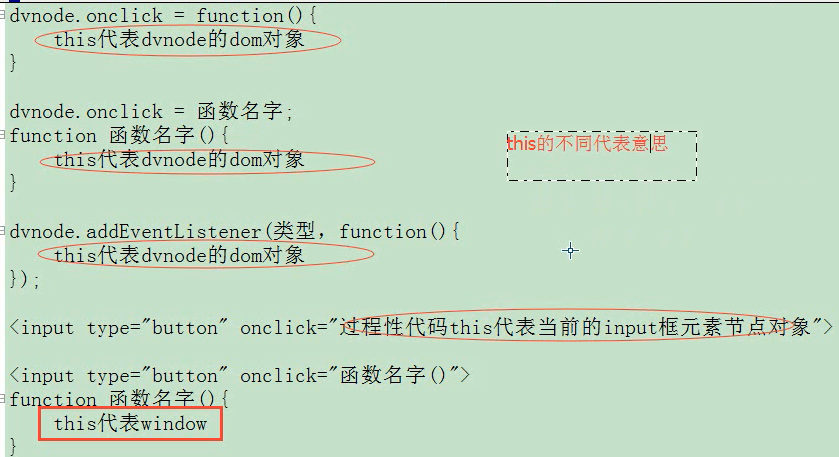 dvnode.onclick = function(){
this代表dvnode的dom对象
}
dvnode.onclick = 函数名字;
function 函数名字(){
this代表dvnode的dom对象
}
this的不同代表意思
dvnode.addEventListener(类型, function(){
this代表dvnode的dom对象
});
<input type="button" onclick="过程性代码this代表当前的input框元素节点对象">
<input type="button" onclick="函数名字()">
function 函数名字(){
this代表window
}